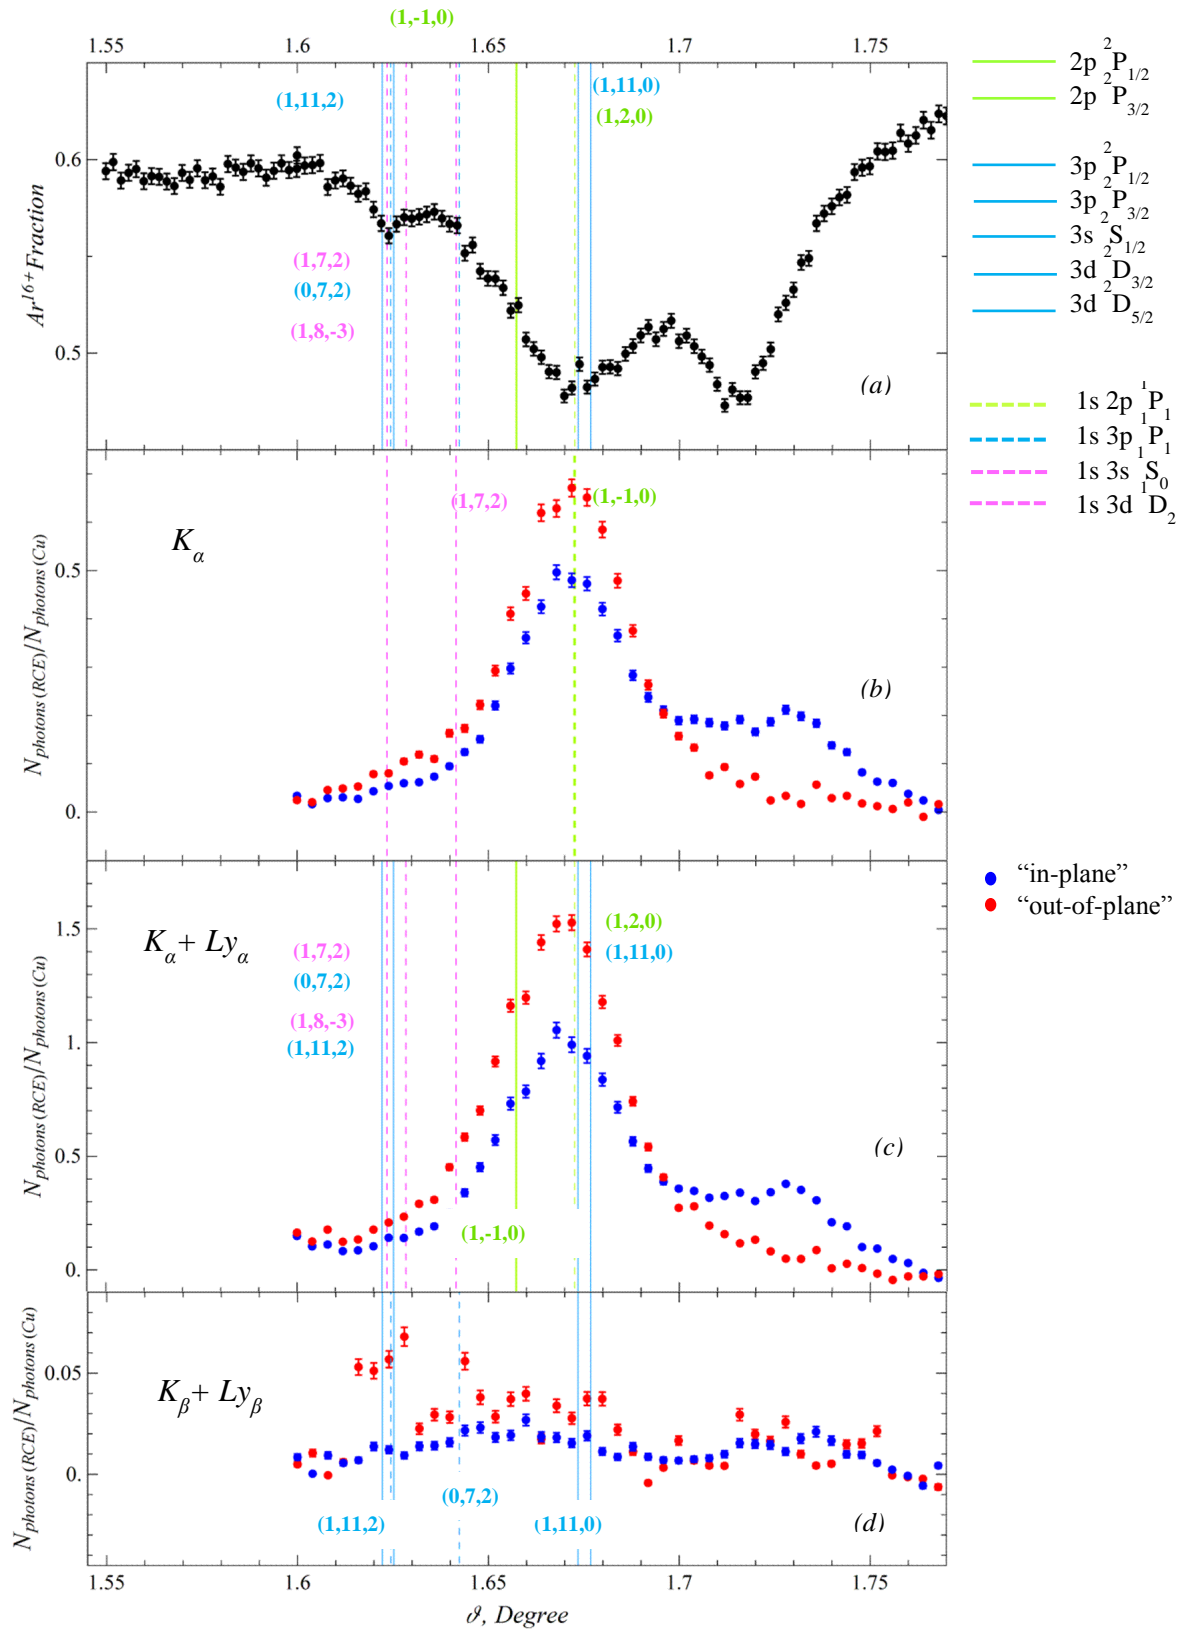 (1,-1,0)
1.55 1.6 1.65 1.7 1.75
(1,11,2)
(1,11,0)
(1,2,0)
0.6
0.5
Ar16+ Fraction
(1,7,2)
(0,7,2)
(1,8,-3)
(a)
2p 2P1/2
2p 2P3/2
3p 2P1/2
3p 2P3/2
3s 2S1/2
3d 2D3/2
3d 2D5/2
1s 2p 1P1
1s 3p 1P1
1s 3s 1S0
1s 3d 1D2
Kα
(1,7,2)
(1,-1,0)
0.5
0.
Nphotons (RCE)/Nphotons (Cu)
(b)
Kα+ Lyα
(1,2,0)
(1,11,0)
(1,7,2)
(0,7,2)
(1,8,-3)
(1,11,2)
(1,-1,0)
1.5
1.
0.5
0.
Nphotons (RCE)/Nphotons (Cu)
(c)
“in-plane”
“out-of-plane”
Kβ+ Lyβ
0.05
0.
Nphotons (RCE)/Nphotons (Cu)
(0,7,2)
(1,11,2)
(1,11,0)
(d)
1.55 1.6 1.65 1.7 1.75
ϑ, Degree